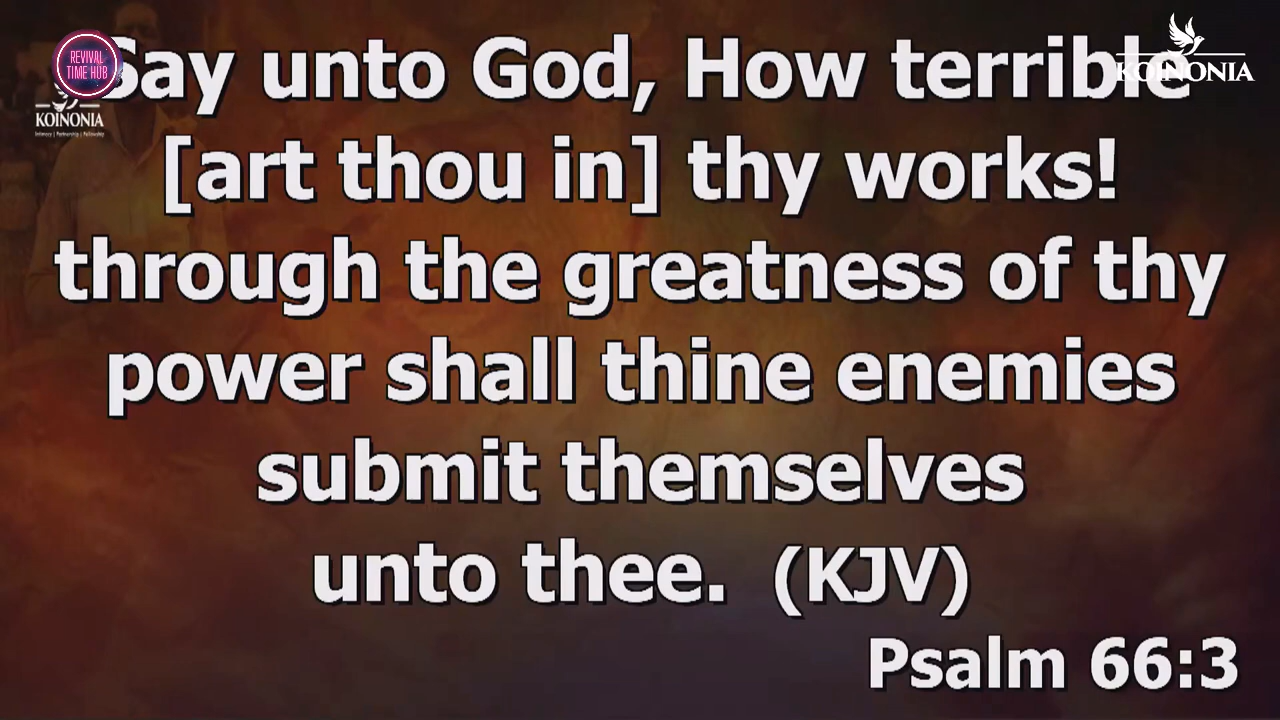 REVIVAL
TIME HUB
KOINONIA
Intimacy | Partnership | Fellowship
KOINONIA
Say unto God, How terrible
[art thou in] thy works!
through the greatness of thy
power shall thine enemies
submit themselves
unto thee. (KJV)
Psalm 66:3